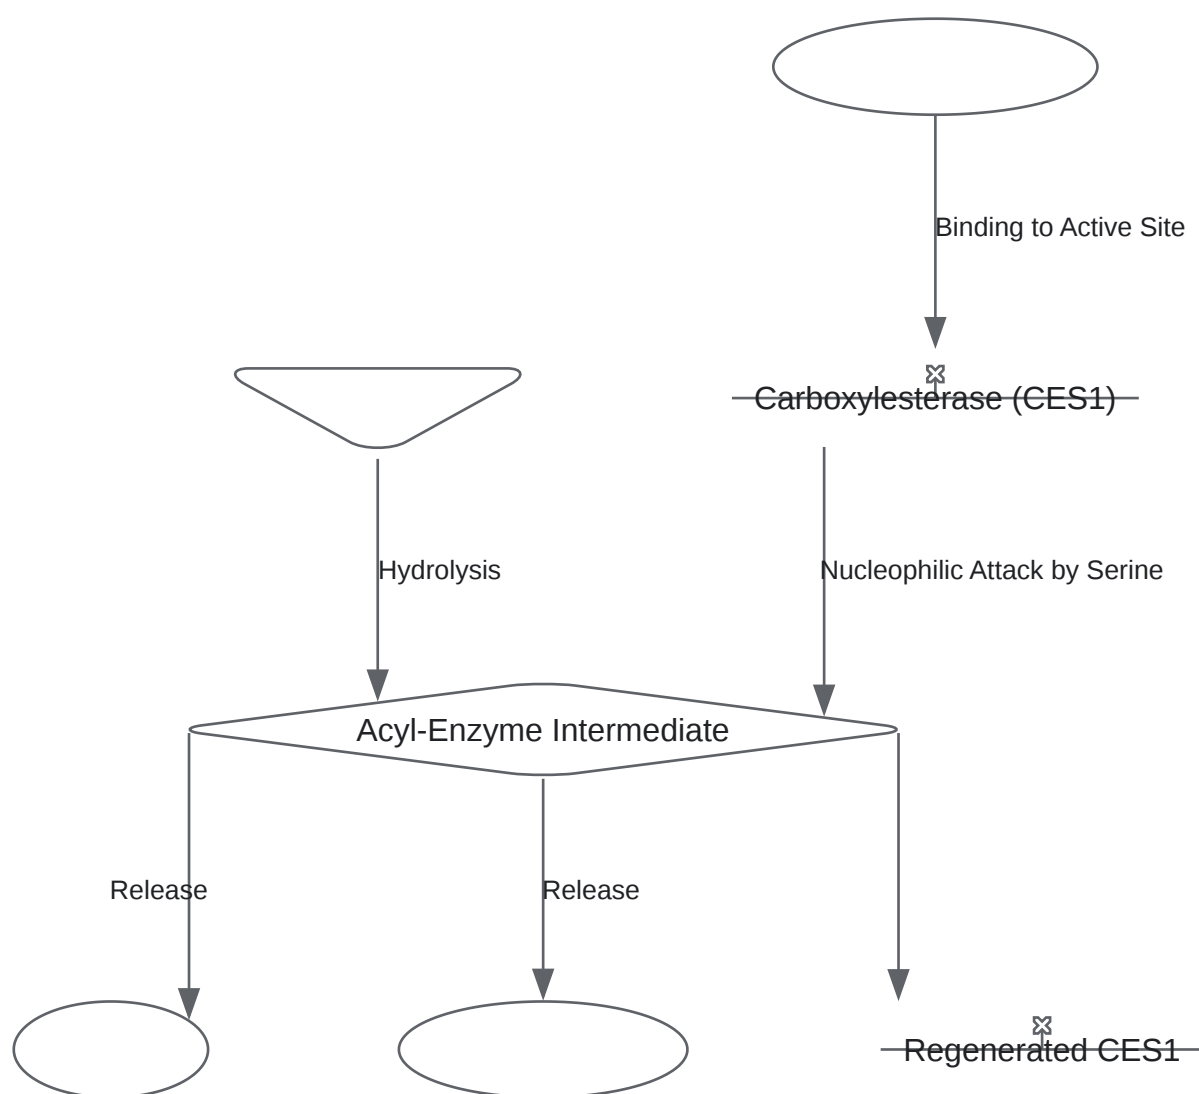 Binding to Active Site
Carboxylesterase (CES1)
Hydrolysis
Nucleophilic Attack by Serine
Acyl-Enzyme Intermediate
Release
Release
Regenerated CES1